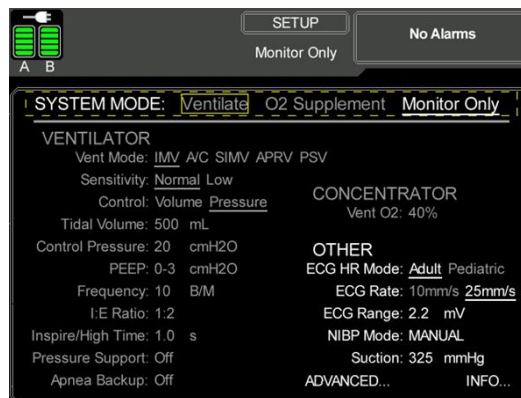 SETUP
Monitor Only
No Alarms
A B
SYSTEM MODE: Ventilate O2 Supplement Monitor Only
VENTILATOR
Vent Mode: IMV A/C SIMV APRV PSV
Sensitivity: Normal Low
Control: Volume Pressure
Tidal Volume: 500 mL
Control Pressure: 20 cmH2O
PEEP: 0-3 cmH2O
Frequency: 10 B/M
I:E Ratio: 1:2
Inspire/High Time: 1.0 s
Pressure Support: Off
Apnea Backup: Off
CONCENTRATOR
Vent O2: 40%
OTHER
ECG HR Mode: Adult Pediatric
ECG Rate: 10mm/s 25mm/s
ECG Range: 2.2 mV
NIBP Mode: MANUAL
Suction: 325 mmHg
ADVANCED... INFO...